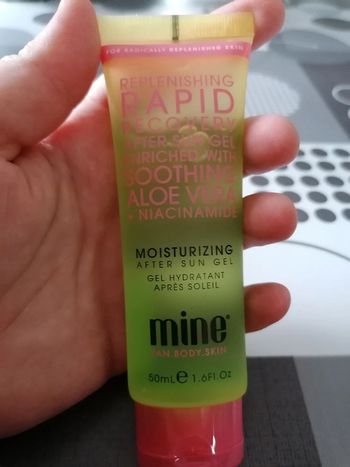 FOR RADICALLY REPLENISHED SKIN
REPLENISHING
RAPID
RECOVERY
AFTER SUN GEL
ENRICHED WITH
SOOTHING
ALOE VERA
+ NIACINAMIDE
MOISTURIZING
AFTER SUN GEL
GEL HYDRATANT
APRÉS SOLEIL
mine
TAN.BODY.SKIN.
50mL e 1.6Fl.Oz